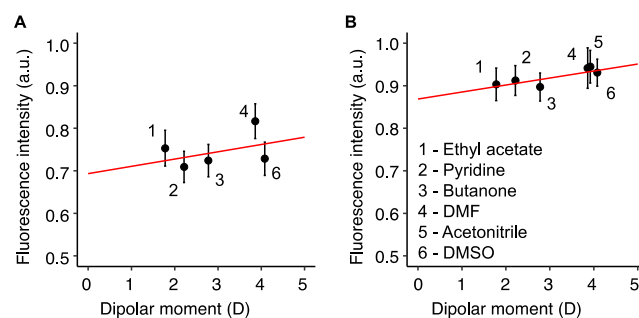 A
Fluorescence intensity (a.u.)
1.0
0.9
0.8
0.7
0.6
0.5
1
2
3
4
6
0 1 2 3 4 5
Dipolar moment (D)
B
Fluorescence intensity (a.u.)
1.0
0.9
0.8
0.7
0.6
0.5
1
2
3
4
5
6
1 - Ethyl acetate
2 - Pyridine
3 - Butanone
4 - DMF
5 - Acetonitrile
6 - DMSO
0 1 2 3 4 5
Dipolar moment (D)